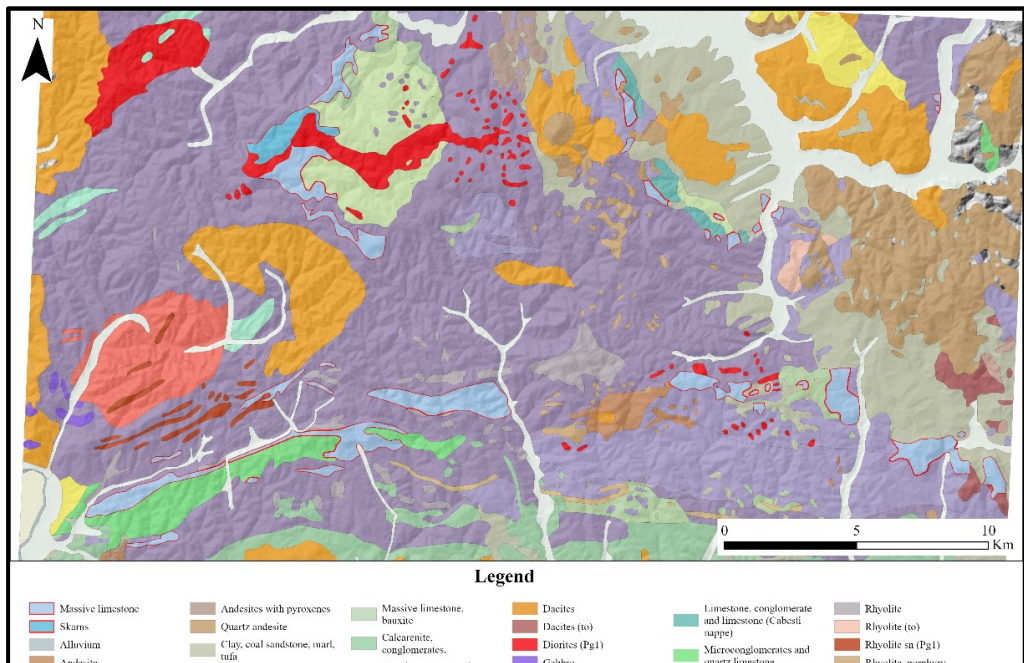 N
0 5 10
Km
Legend
Massive limestone
Skarns
Alluvium
Andesite
Andesites with pyroxenes
Quartz andesite
Clay, coal sandstone, marl,
tufa
Massive limestone,
bauxite
Calcarenite,
conglomerates,
Dacites
Dacites (to)
Diorites (Pg1)
Gabbro
Limestone, conglomerate
and limestone (Cabesti
nappe)
Microconglomerates and
quartz limestone
Rhyolite
Rhyolite (to)
Rhyolite sn (Pg1)
Rhyolite, porphyry